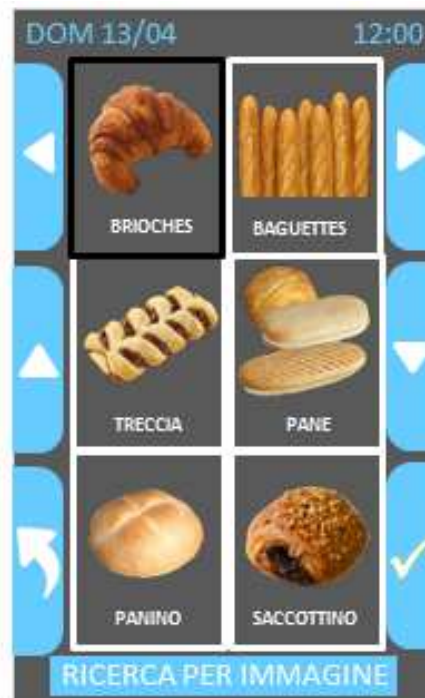 DOM 13/04 12:00
BRIOCHES BAGUETTES
TRECCIA PANE
PANINO SACCOTTINO
RICERCA PER IMMAGINE